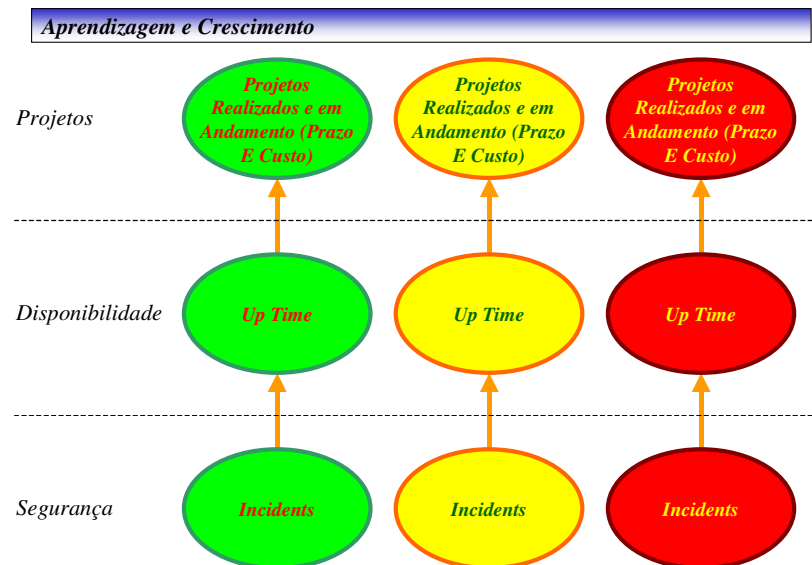 Aprendizagem e Crescimento
Projetos
Projetos
Realizados e em
Andamento (Prazo
E Custo)
Projetos
Realizados e em
Andamento (Prazo
E Custo)
Projetos
Realizados e em
Andamento (Prazo
E Custo)
Disponibilidade
Up Time
Up Time
Up Time
Segurança
Incidents
Incidents
Incidents